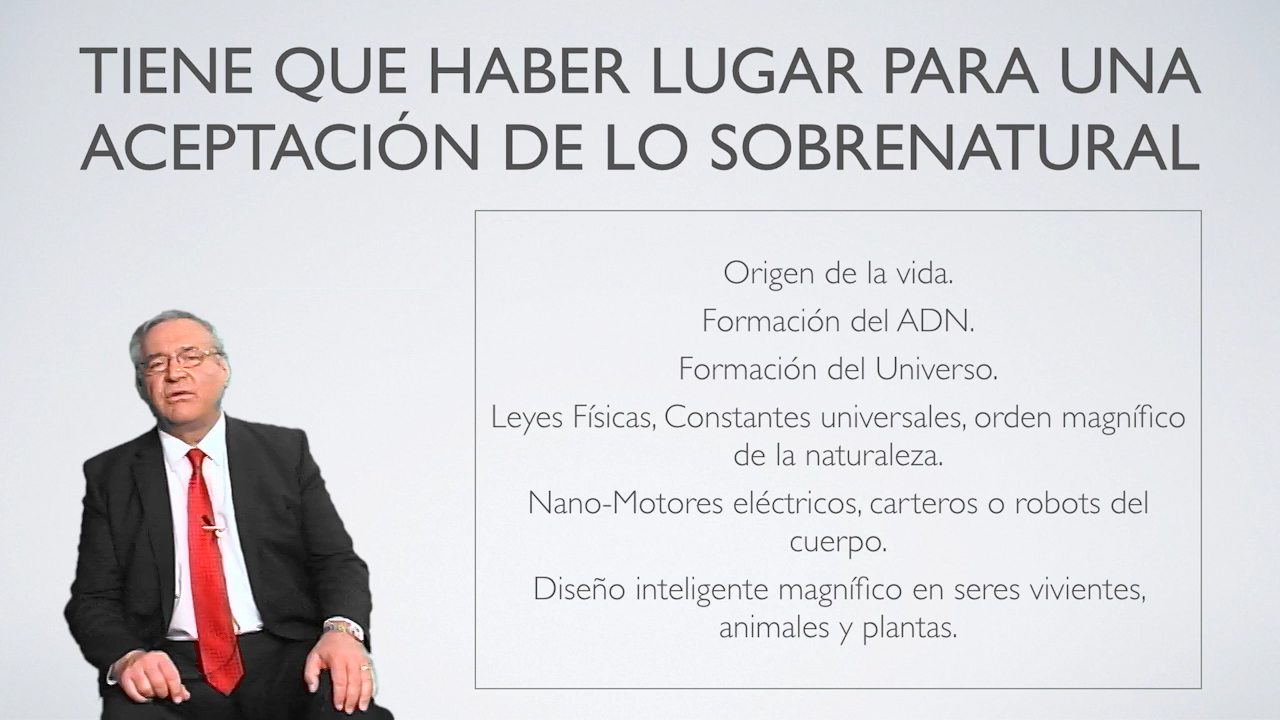 TIENE QUE HABER LUGAR PARA UNA
ACEPTACIÓN DE LO SOBRENATURAL
Origen de la vida.
Formación del ADN.
Formación del Universo.
Leyes Físicas, Constantes universales, orden magnífico
de la naturaleza.
Nano-Motores eléctricos, carteros o robots del
cuerpo.
Diseño inteligente magnífico en seres vivientes,
animales y plantas.